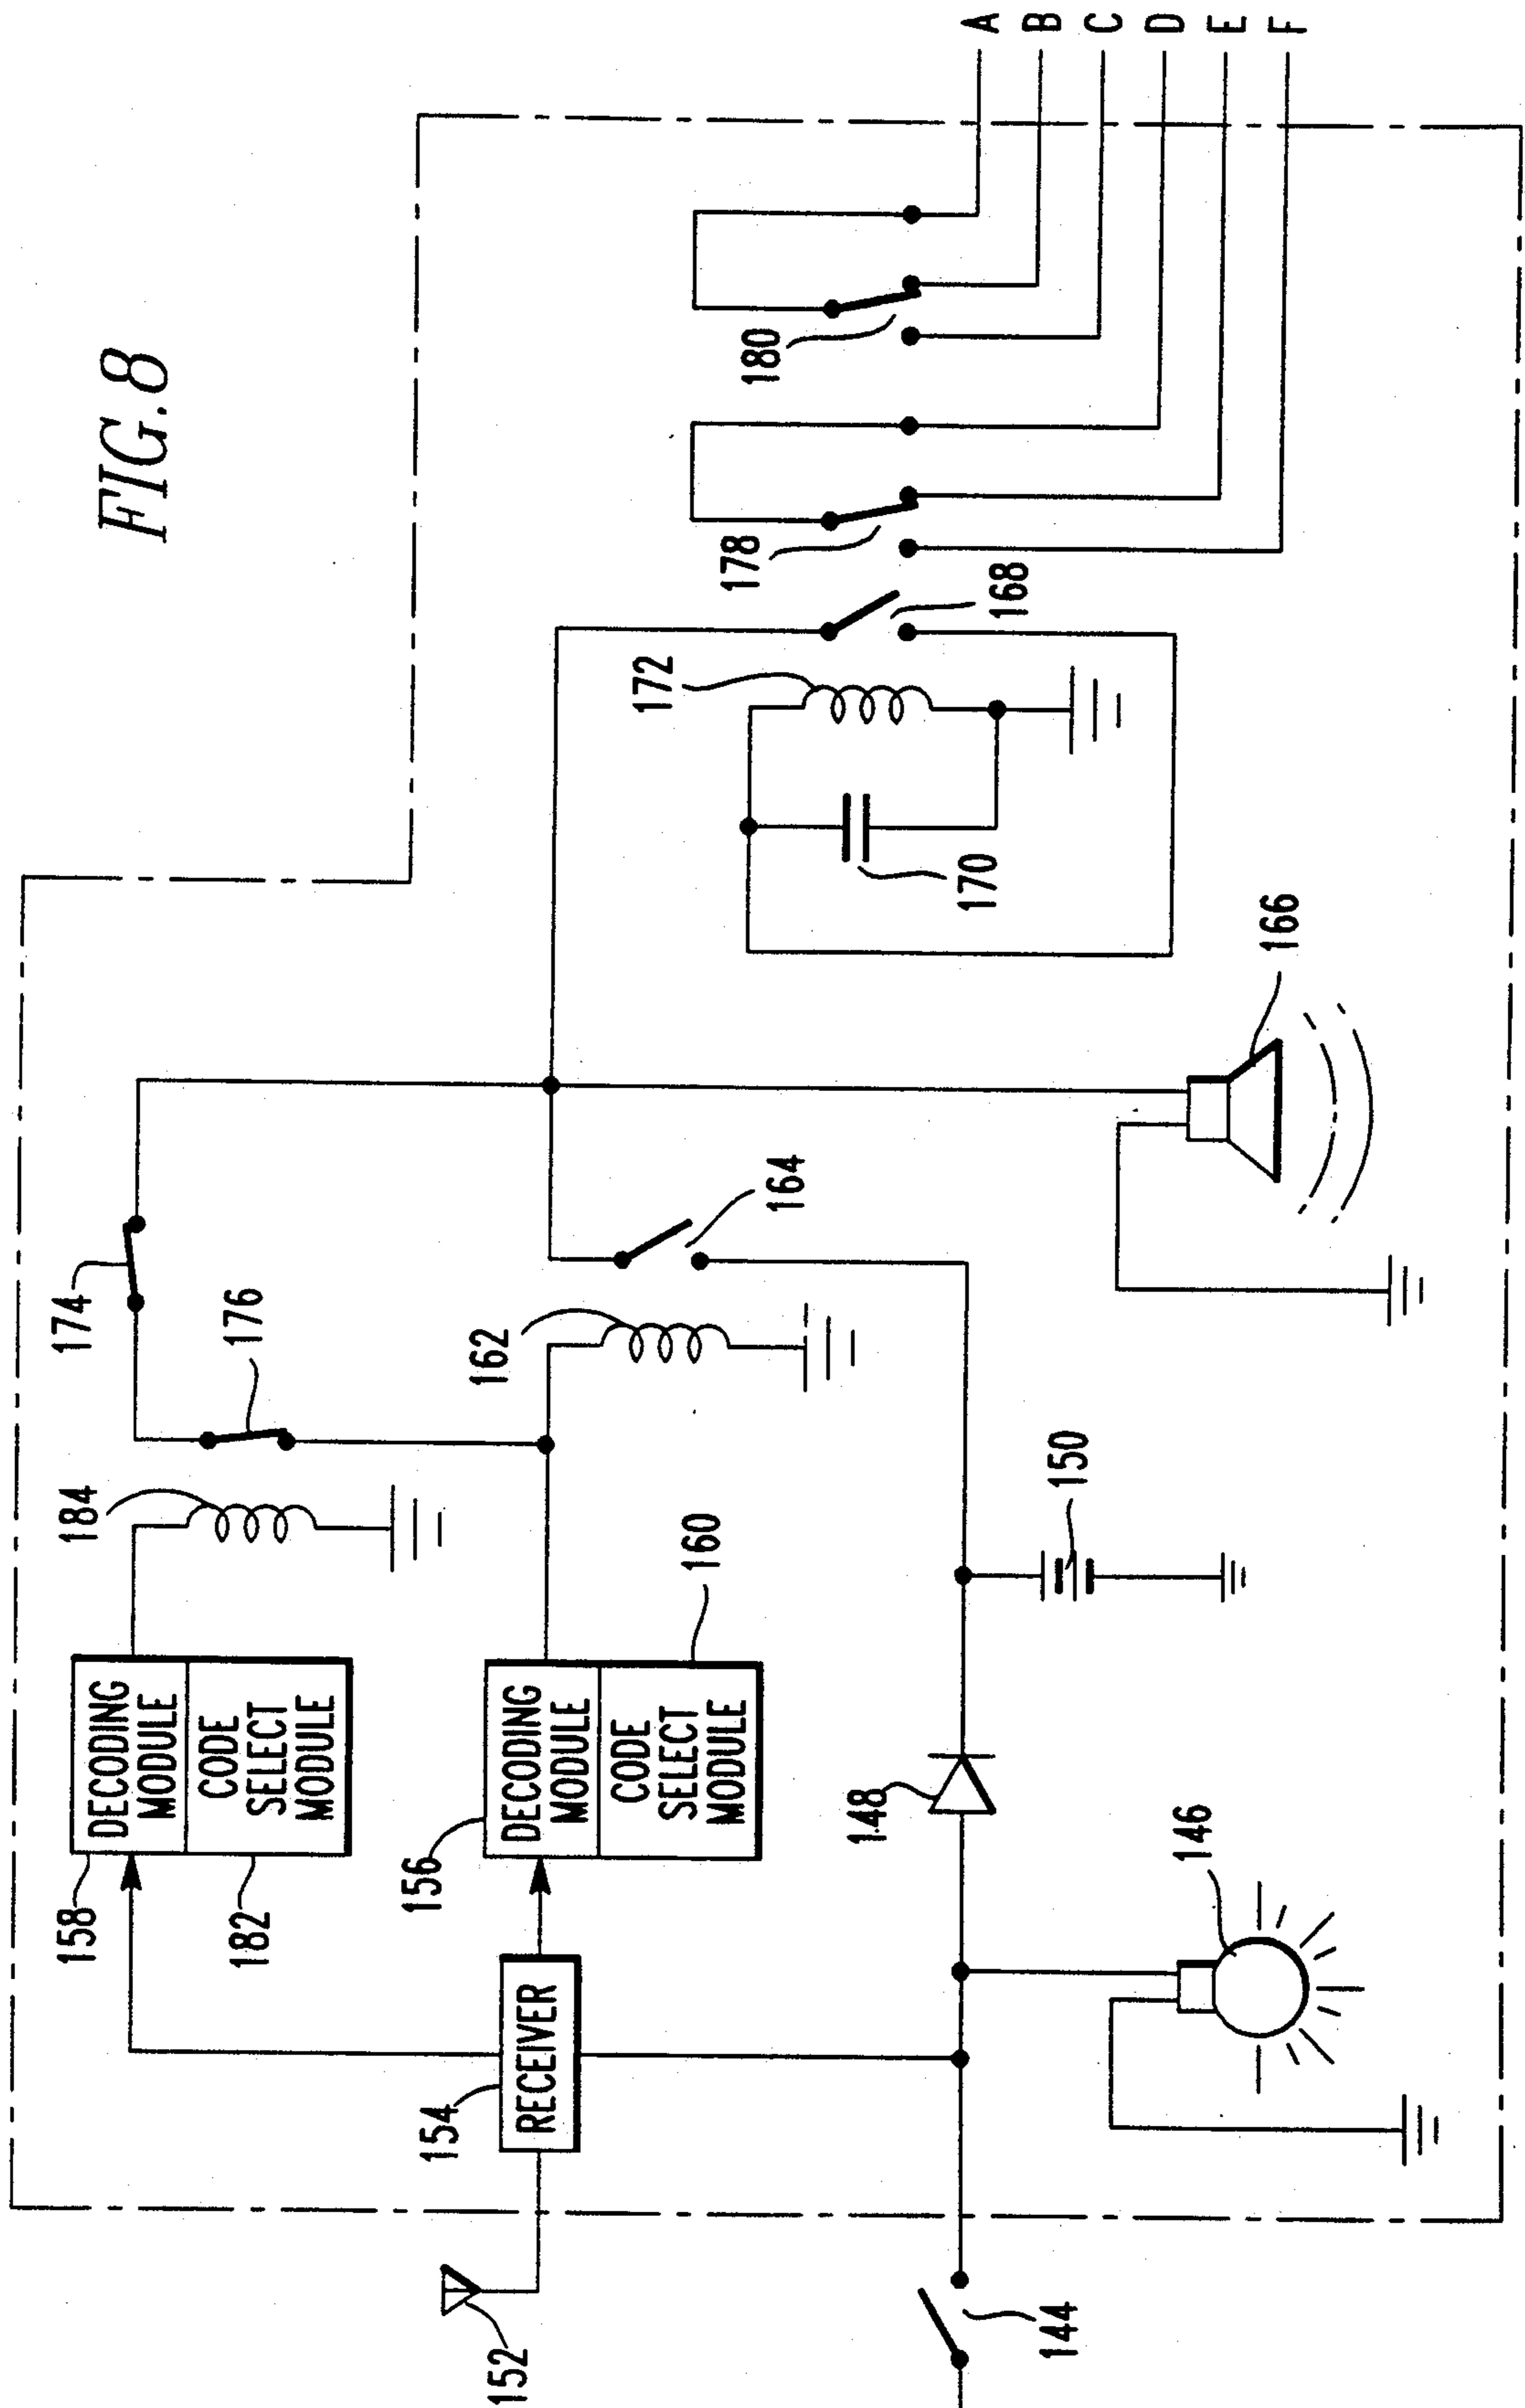 FIG.8
A
B
C
D
E
F
180
178
168
172
170
166
174
176
164
162
184
150
160
DECODING
MODULE
CODE
SELECT
MODULE
158
182
DECODING
MODULE
CODE
SELECT
MODULE
156
148
146
RECEIVER
154
152
144